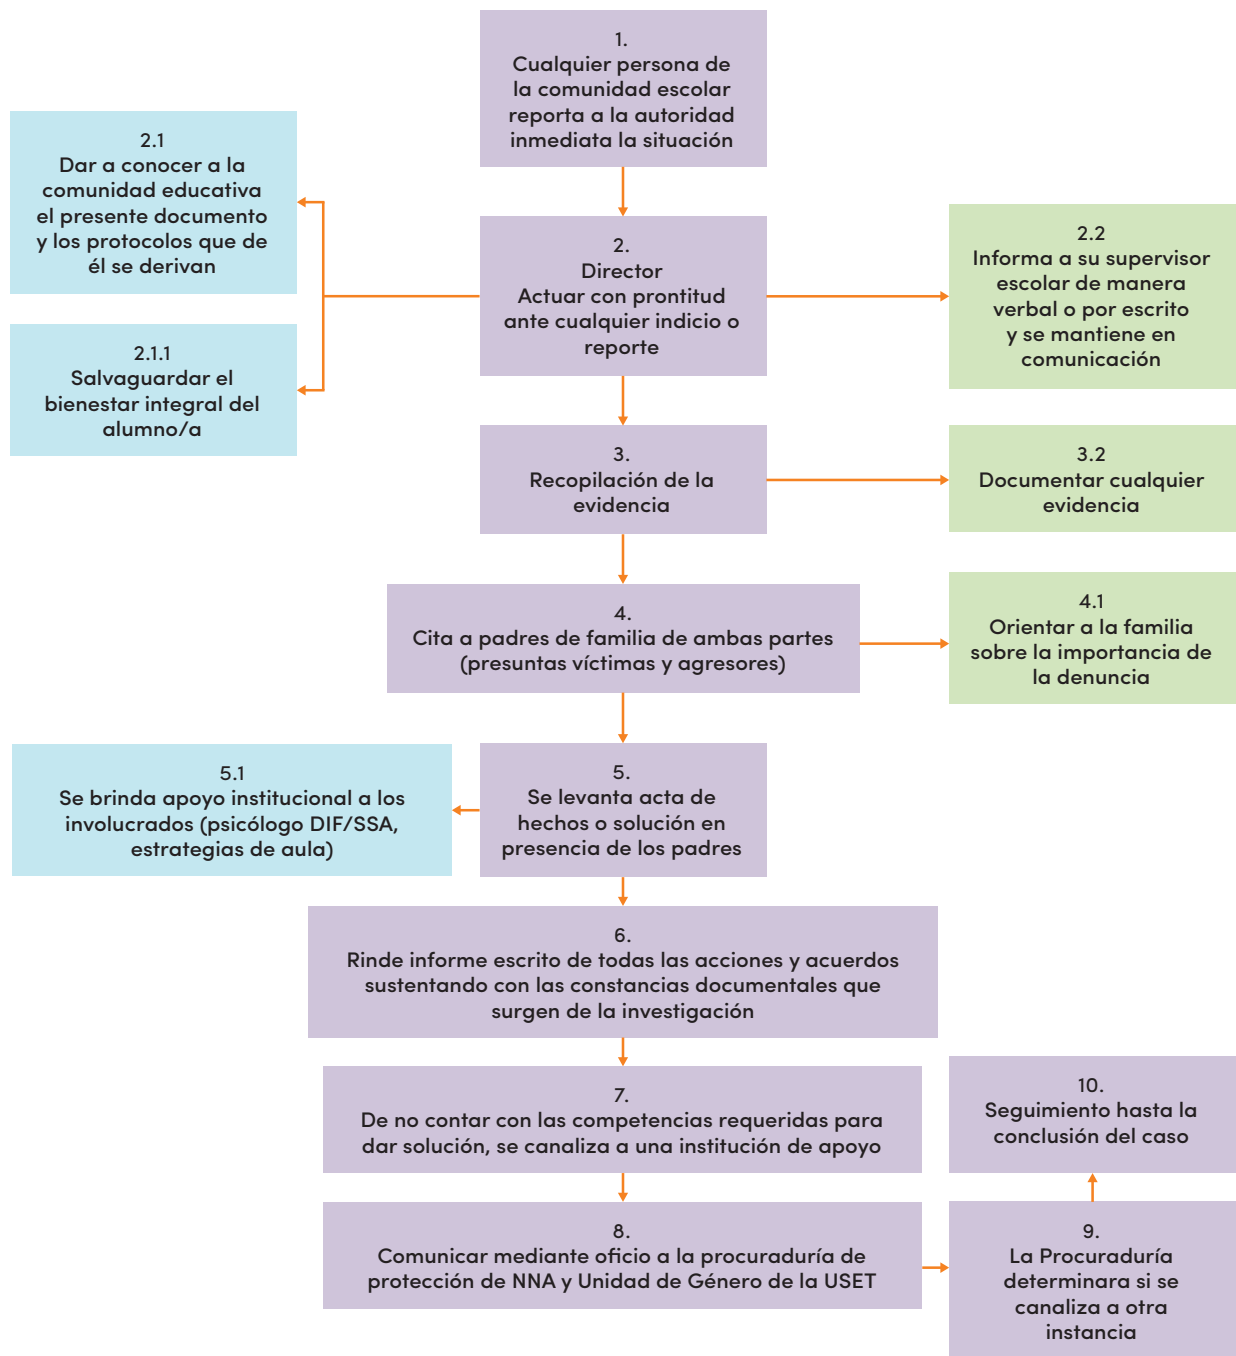 1.
Cualquier persona de
la comunidad escolar
reporta a la autoridad
inmediata la situación
2.1
Dar a conocer a la
comunidad educativa
el presente documento
y los protocolos que de
él se derivan
2.
Director
Actuar con prontitud
ante cualquier indicio o
reporte
2.2
Informa a su supervisor
escolar de manera
verbal o por escrito
y se mantiene en
comunicación
2.1.1
Salvaguardar el
bienestar integral del
alumno/a
3.
Recopilación de la
evidencia
3.2
Documentar cualquier
evidencia
4.
Cita a padres de familia de ambas partes
(presuntas víctimas y agresores)
4.1
Orientar a la familia
sobre la importancia de
la denuncia
5.1
Se brinda apoyo institucional a los
involucrados (psicólogo DIF/SSA,
estrategias de aula)
5.
Se levanta acta de
hechos o solución en
presencia de los padres
6.
Rinde informe escrito de todas las acciones y acuerdos
sustentando con las constancias documentales que
surgen de la investigación
7.
De no contar con las competencias requeridas para
dar solución, se canaliza a una institución de apoyo
8.
Comunicar mediante oficio a la procuraduría de
protección de NNA y Unidad de Género de la USET
9.
La Procuraduría
determinara si se
canaliza a otra
instancia
10.
Seguimiento hasta la
conclusión del caso